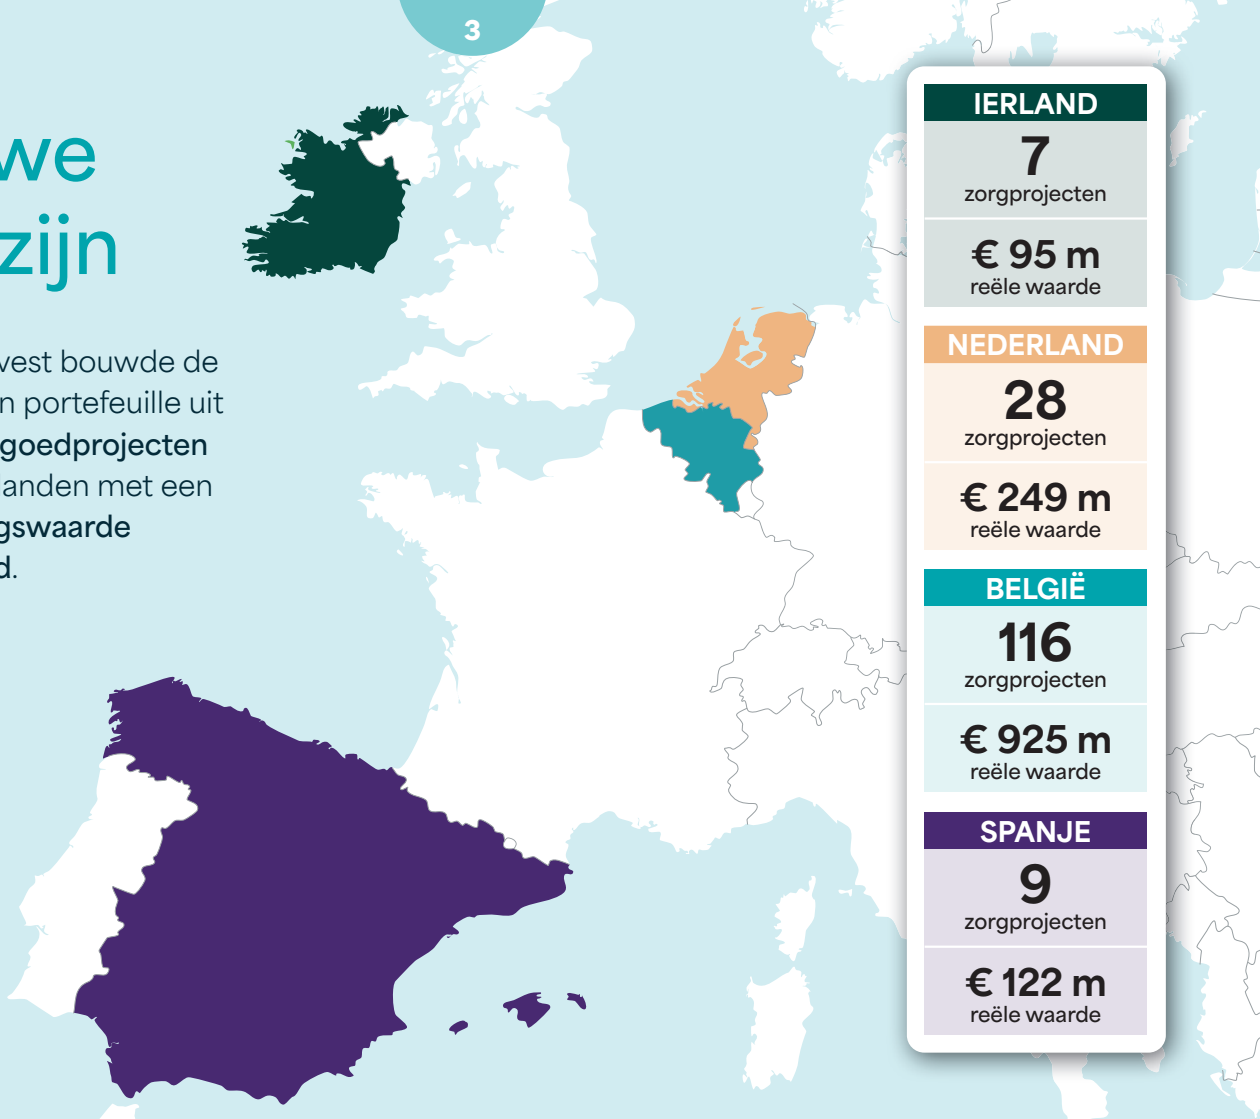 3
we
zijn
vest bouwde de
n portefeuille uit
goedprojecten
landen met een
gswaarde
d.
IERLAND
7
zorgprojecten
€ 95 m
reële waarde
NEDERLAND
28
zorgprojecten
€ 249 m
reële waarde
BELGIË
116
zorgprojecten
€ 925 m
reële waarde
SPANJE
9
zorgprojecten
€ 122 m
reële waarde